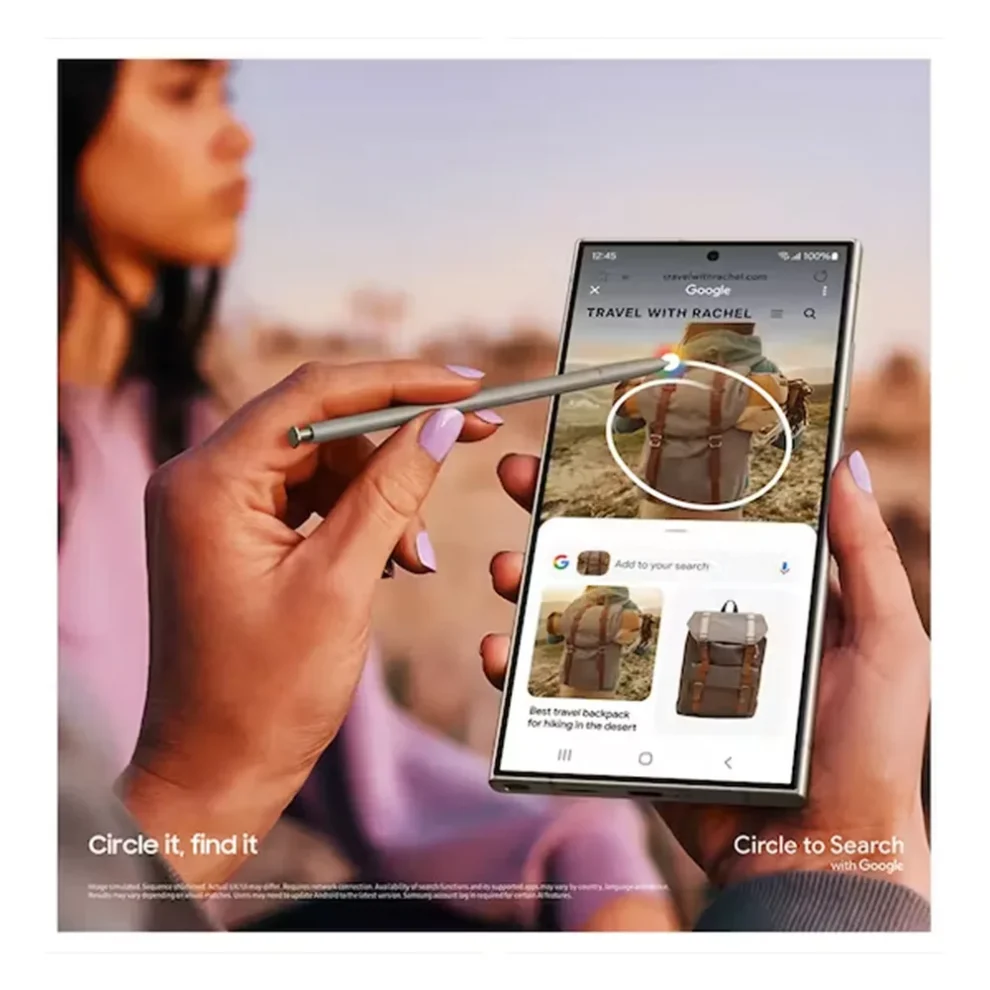 12:45
100%
travelwithrachel.com
Google
TRAVEL WITH RACHEL
Add to your search
Best travel backpack
for hiking in the desert
Circle it, find it
Circle to Search
with Google
Image simulated. Sequence shortened. Actual UX/UI may differ. Requires network connection. Availability of search functions and its supported apps may vary by country, language
Results may vary depending on visual matches. Users may need to update Android to the latest version. Samsung account log in required for certain AI features.